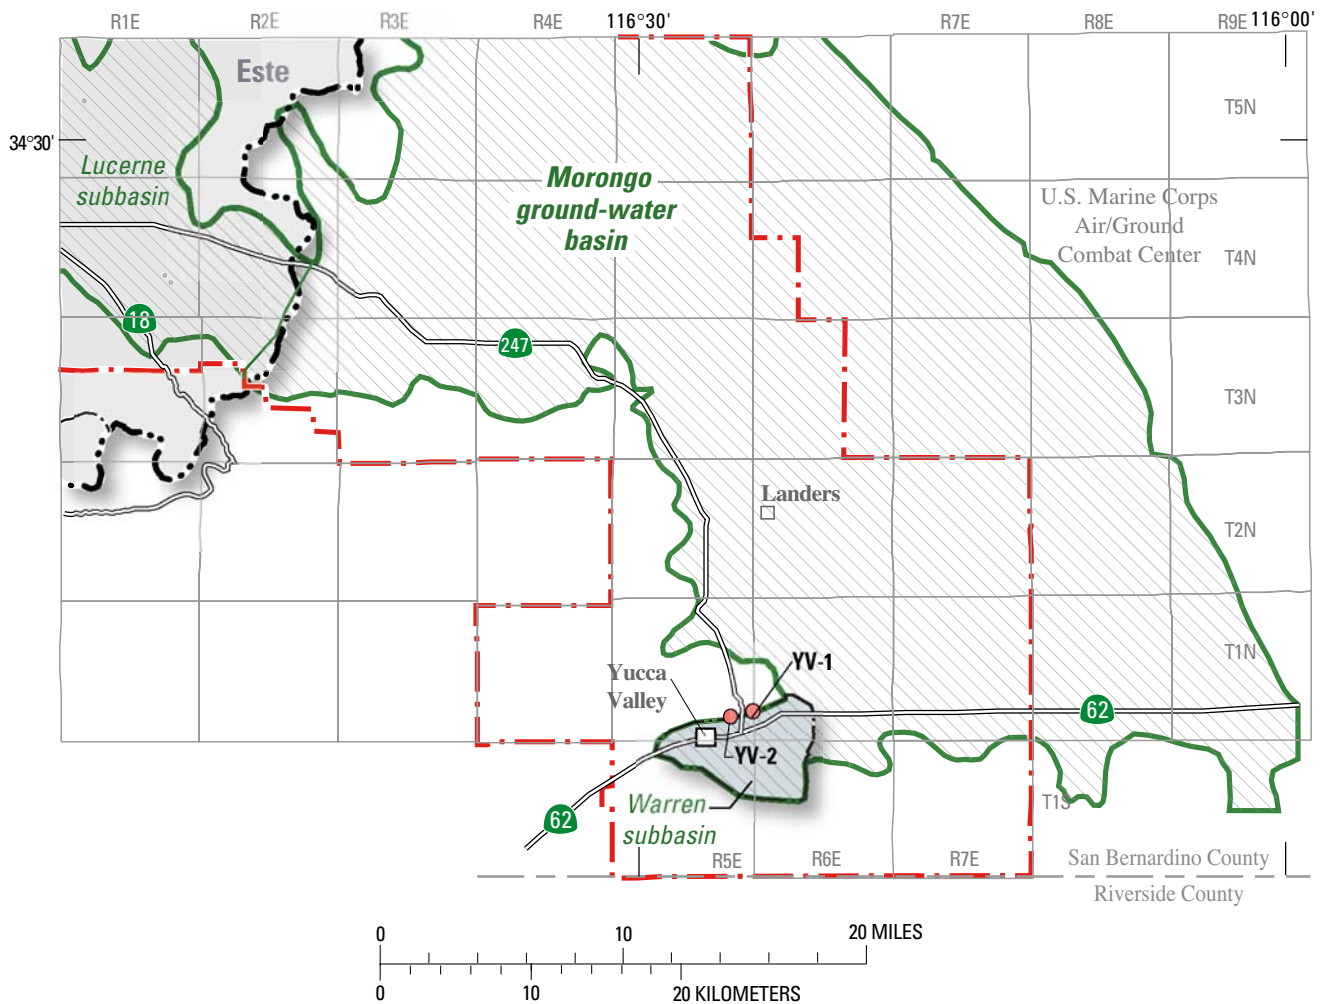 R1E
R2E
R3E
R4E
116°30'
R7E
R8E
R9E
116°00'
Este
T5N
34°30'
Lucerne
subbasin
Morongo
ground-water
basin
U.S. Marine Corps
Air/Ground
Combat Center
T4N
18
247
T3N
Landers
T2N
T1N
Yucca
Valley
YV-1
62
YV-2
62
Warren
subbasin
T1S
R5E
R6E
R7E
San Bernardino County
Riverside County
0
10
20 MILES
0
10
20 KILOMETERS